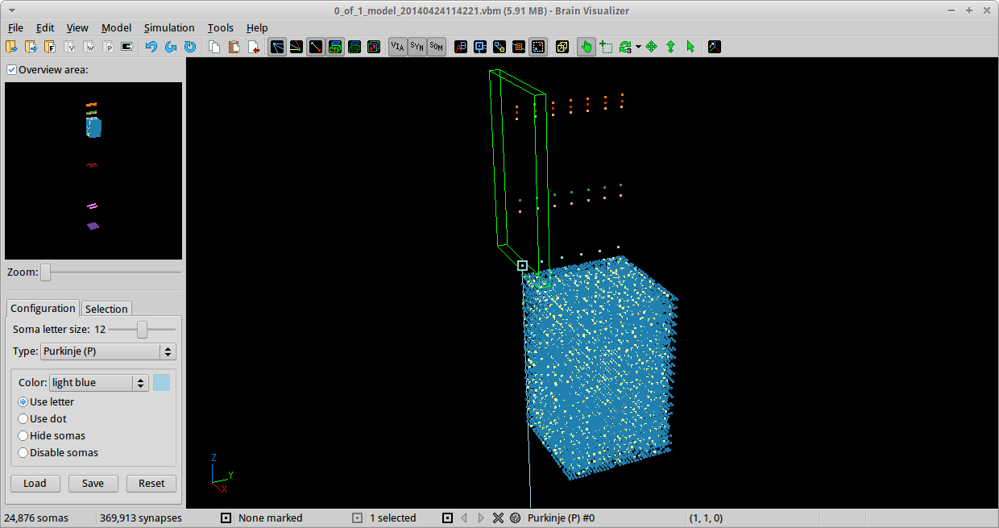 0_of_1_model_20140424114221.vbm (5.91 MB) - Brain Visualizer
File Edit View Model Simulation Tools Help
F V W P VIA SYN SOM AB
Overview area:
Zoom:
Configuration Selection
Soma letter size: 12
Type: Purkinje (P)
Color: light blue
Use letter
Use dot
Hide somas
Disable somas
Load Save Reset
Z
Y
X
24,876 somas 369,913 synapses None marked 1 selected Purkinje (P) #0 (1, 1, 0)